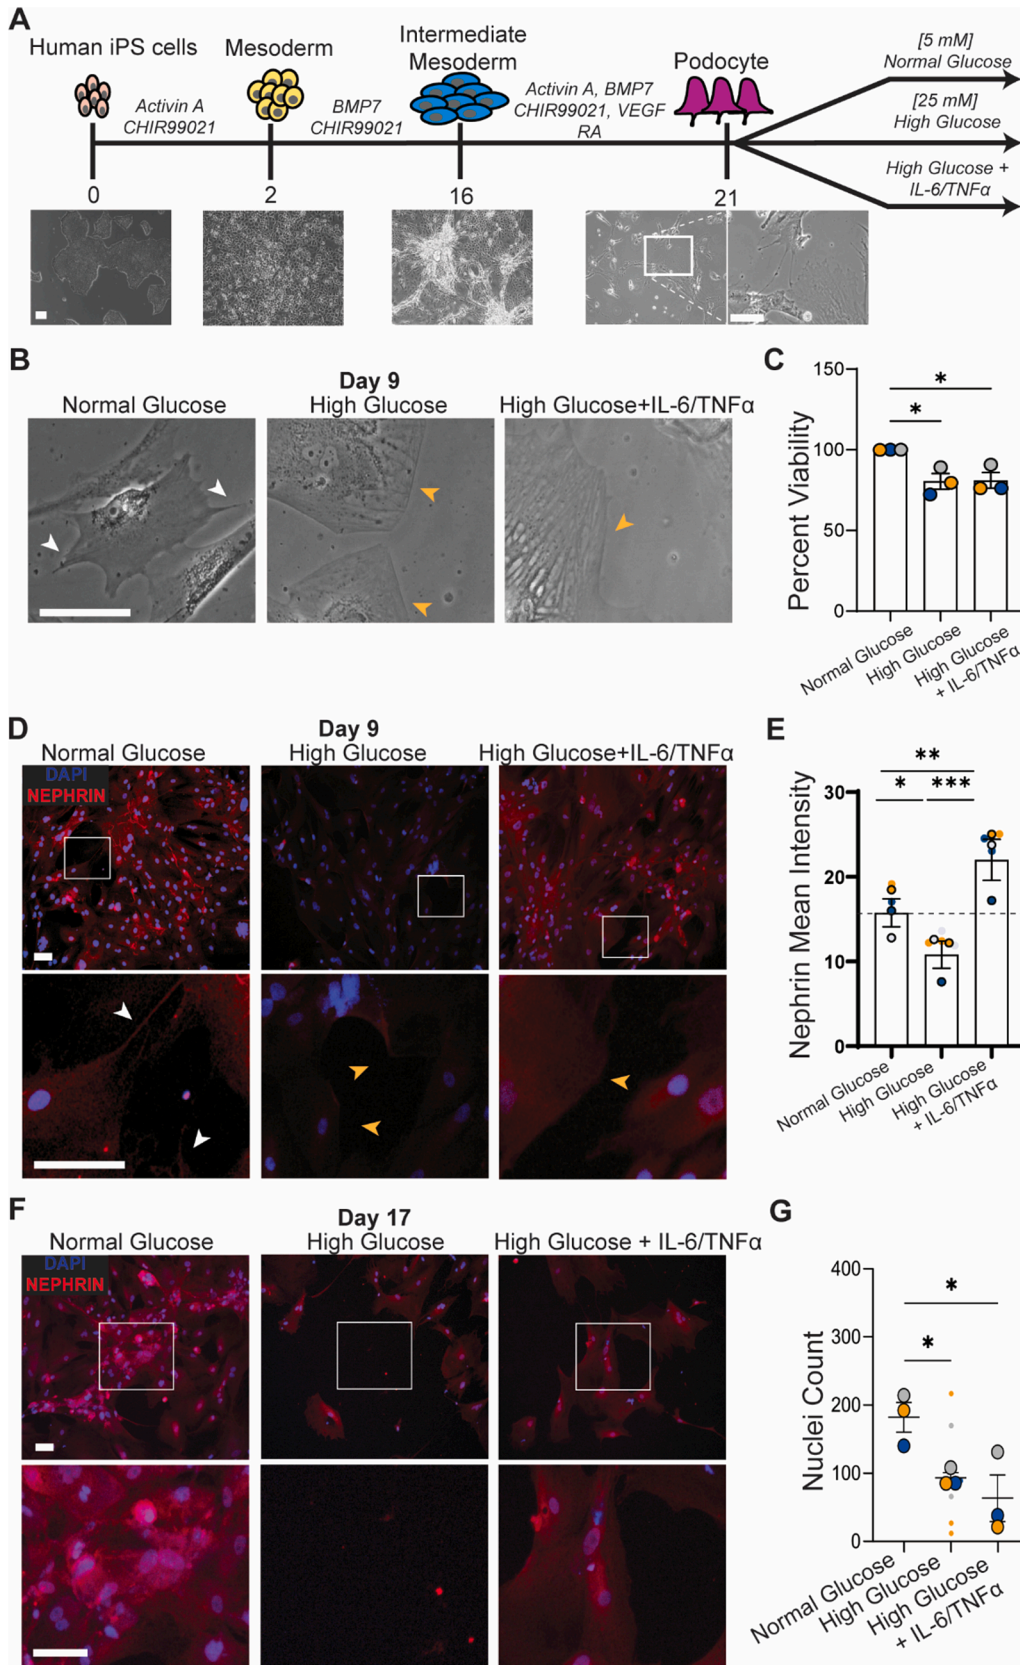 A
Human iPS cells
Mesoderm
Intermediate
Mesoderm
Podocyte
Activin A
CHIR99021
BMP7
CHIR99021
Activin A, BMP7
CHIR99021, VEGF
RA
[5 mM]
Normal Glucose
[25 mM]
High Glucose
High Glucose +
IL-6/TNFα
0
2
16
21
B
Day 9
Normal Glucose
High Glucose
High Glucose+IL-6/TNFα
C
Percent Viability
150
100
50
0
*
*
Normal Glucose
High Glucose
High Glucose
+ IL-6/TNFα
D
Day 9
Normal Glucose
High Glucose
High Glucose+IL-6/TNFα
DAPI
NEPHRIN
E
Nephrin Mean Intensity
30
20
10
0
**
*
***
Normal Glucose
High Glucose
High Glucose
+ IL-6/TNFα
F
Day 17
Normal Glucose
High Glucose
High Glucose + IL-6/TNFα
DAPI
NEPHRIN
G
Nuclei Count
400
300
200
100
0
*
*
Normal Glucose
High Glucose
High Glucose
+ IL-6/TNFα